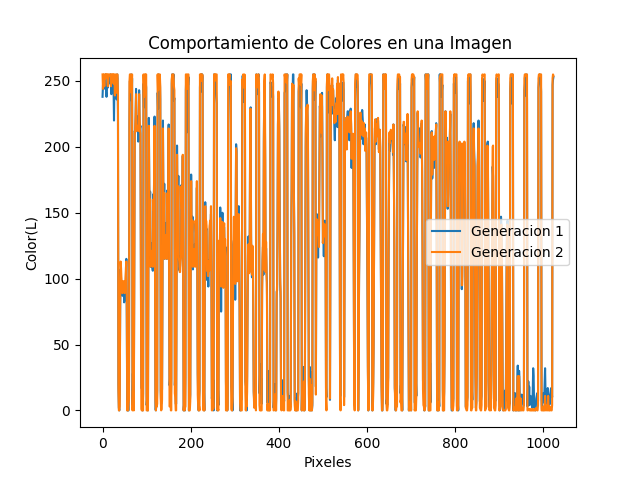 Comportamiento de Colores en una Imagen
250
200
150
100
50
0
Color(L)
Generacion 1
Generacion 2
0 200 400 600 800 1000
Pixeles